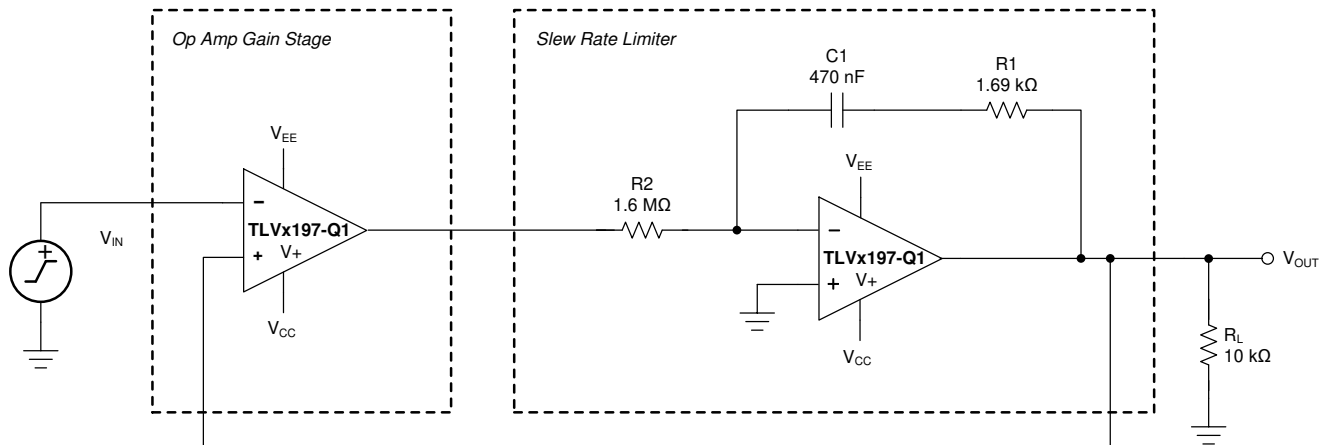 Op Amp Gain Stage
Slew Rate Limiter
C1
470 nF
R1
1.69 kΩ
V_EE
V_EE
R2
1.6 MΩ
−
TLVx197-Q1
V+
+
V_IN
+
−
TLVx197-Q1
V+
+
V_OUT
V_CC
V_CC
R_L
10 kΩ